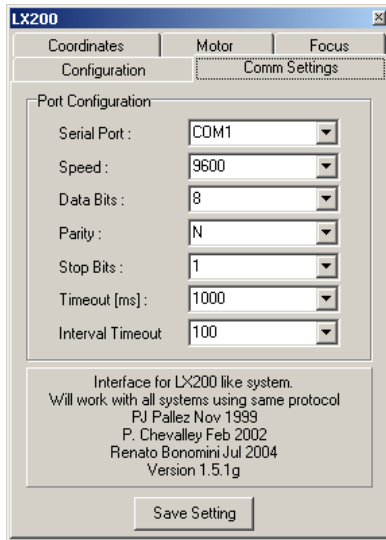 LX200
Coordinates Motor Focus
Configuration Comm Settings
Port Configuration
Serial Port : COM1
Speed : 9600
Data Bits : 8
Parity : N
Stop Bits : 1
Timeout [ms] : 1000
Interval Timeout 100
Interface for LX200 like system.
Will work with all systems using same protocol
PJ Pallez Nov 1999
P. Chevalley Feb 2002
Renato Bonomini Jul 2004
Version 1.5.1g
Save Setting